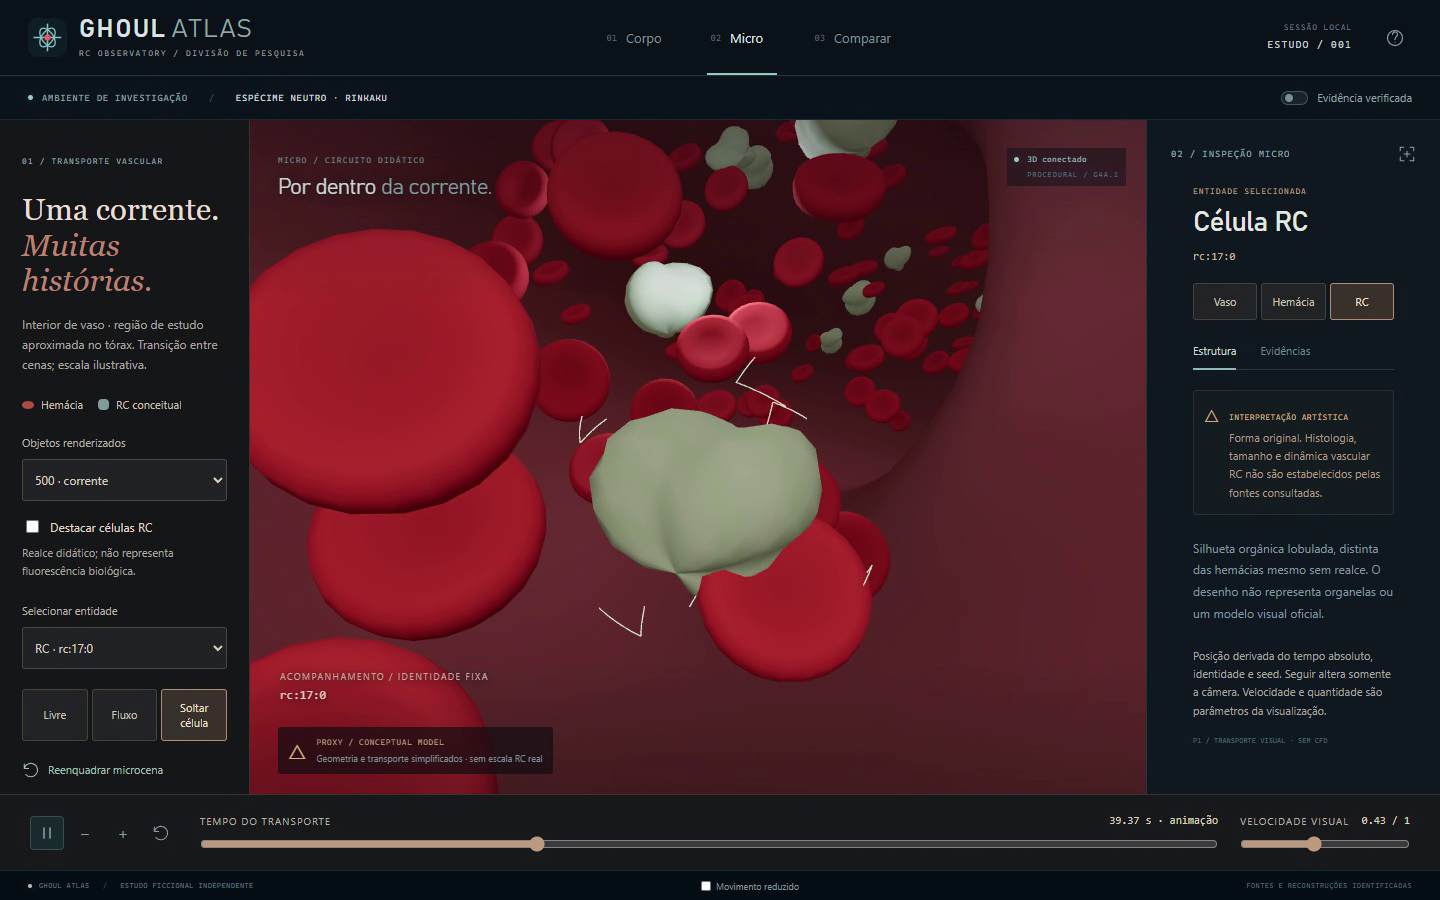 GHOUL ATLAS
RC OBSERVATORY / DIVISÃO DE PESQUISA
01 Corpo
02 Micro
03 Comparar
SESSÃO LOCAL
ESTUDO / 001
?
AMBIENTE DE INVESTIGAÇÃO / ESPÉCIME NEUTRO · RINKAKU
Evidência verificada
01 / TRANSPORTE VASCULAR
Uma corrente.
Muitas
histórias.
Interior de vaso · região de estudo
aproximada no tórax. Transição entre
cenas; escala ilustrativa.
Hemácia
RC conceitual
Objetos renderizados
500 · corrente
Destacar células RC
Realce didático; não representa
fluorescência biológica.
Selecionar entidade
RC · rc:17:0
Livre
Fluxo
Soltar
célula
Reenquadrar microcena
MICRO / CIRCUITO DIDÁTICO
Por dentro da corrente.
3D conectado
PROCEDURAL / G4A.1
ACOMPANHAMENTO / IDENTIDADE FIXA
rc:17:0
PROXY / CONCEPTUAL MODEL
Geometria e transporte simplificados · sem escala RC real
02 / INSPEÇÃO MICRO
ENTIDADE SELECIONADA
Célula RC
rc:17:0
Vaso
Hemácia
RC
Estrutura
Evidências
INTERPRETAÇÃO ARTÍSTICA
Forma original. Histologia,
tamanho e dinâmica vascular
RC não são estabelecidos pelas
fontes consultadas.
Silhueta orgânica lobulada, distinta
das hemácias mesmo sem realce. O
desenho não representa organelas ou
um modelo visual oficial.
Posição derivada do tempo absoluto,
identidade e seed. Seguir altera somente
a câmera. Velocidade e quantidade são
parâmetros da visualização.
P1 / TRANSPORTE VISUAL · SEM CFD
− +
TEMPO DO TRANSPORTE
39.37 s · animação
VELOCIDADE VISUAL
0.43 / 1
GHOUL ATLAS / ESTUDO FICCIONAL INDEPENDENTE
Movimento reduzido
FONTES E RECONSTRUÇÕES IDENTIFICADAS